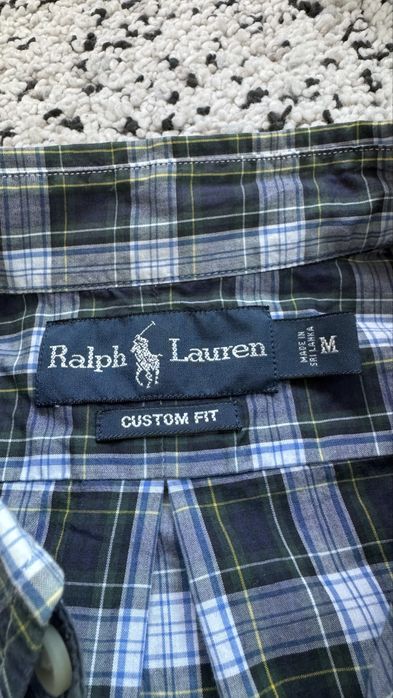 Ralph Lauren
MADE IN
SRI LANKA
M
CUSTOM FIT